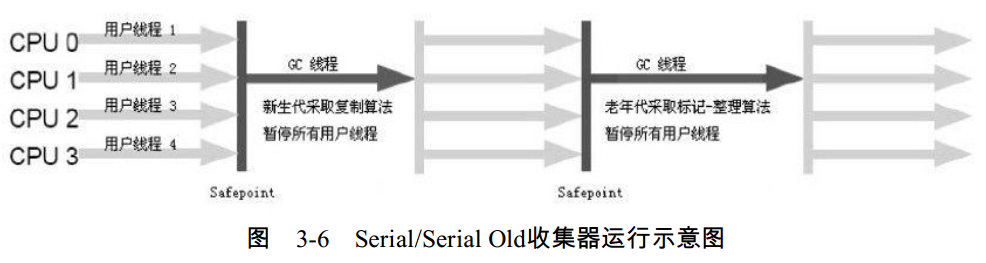 CPU 0 用户线程 1
CPU 1 用户线程 2
CPU 2 用户线程 3
CPU 3 用户线程 4
Safepoint
GC 线程
新生代采取复制算法
暂停所有用户线程
GC 线程
老年代采取标记-整理算法
暂停所有用户线程
Safepoint
图 3-6 Serial/Serial Old收集器运行示意图